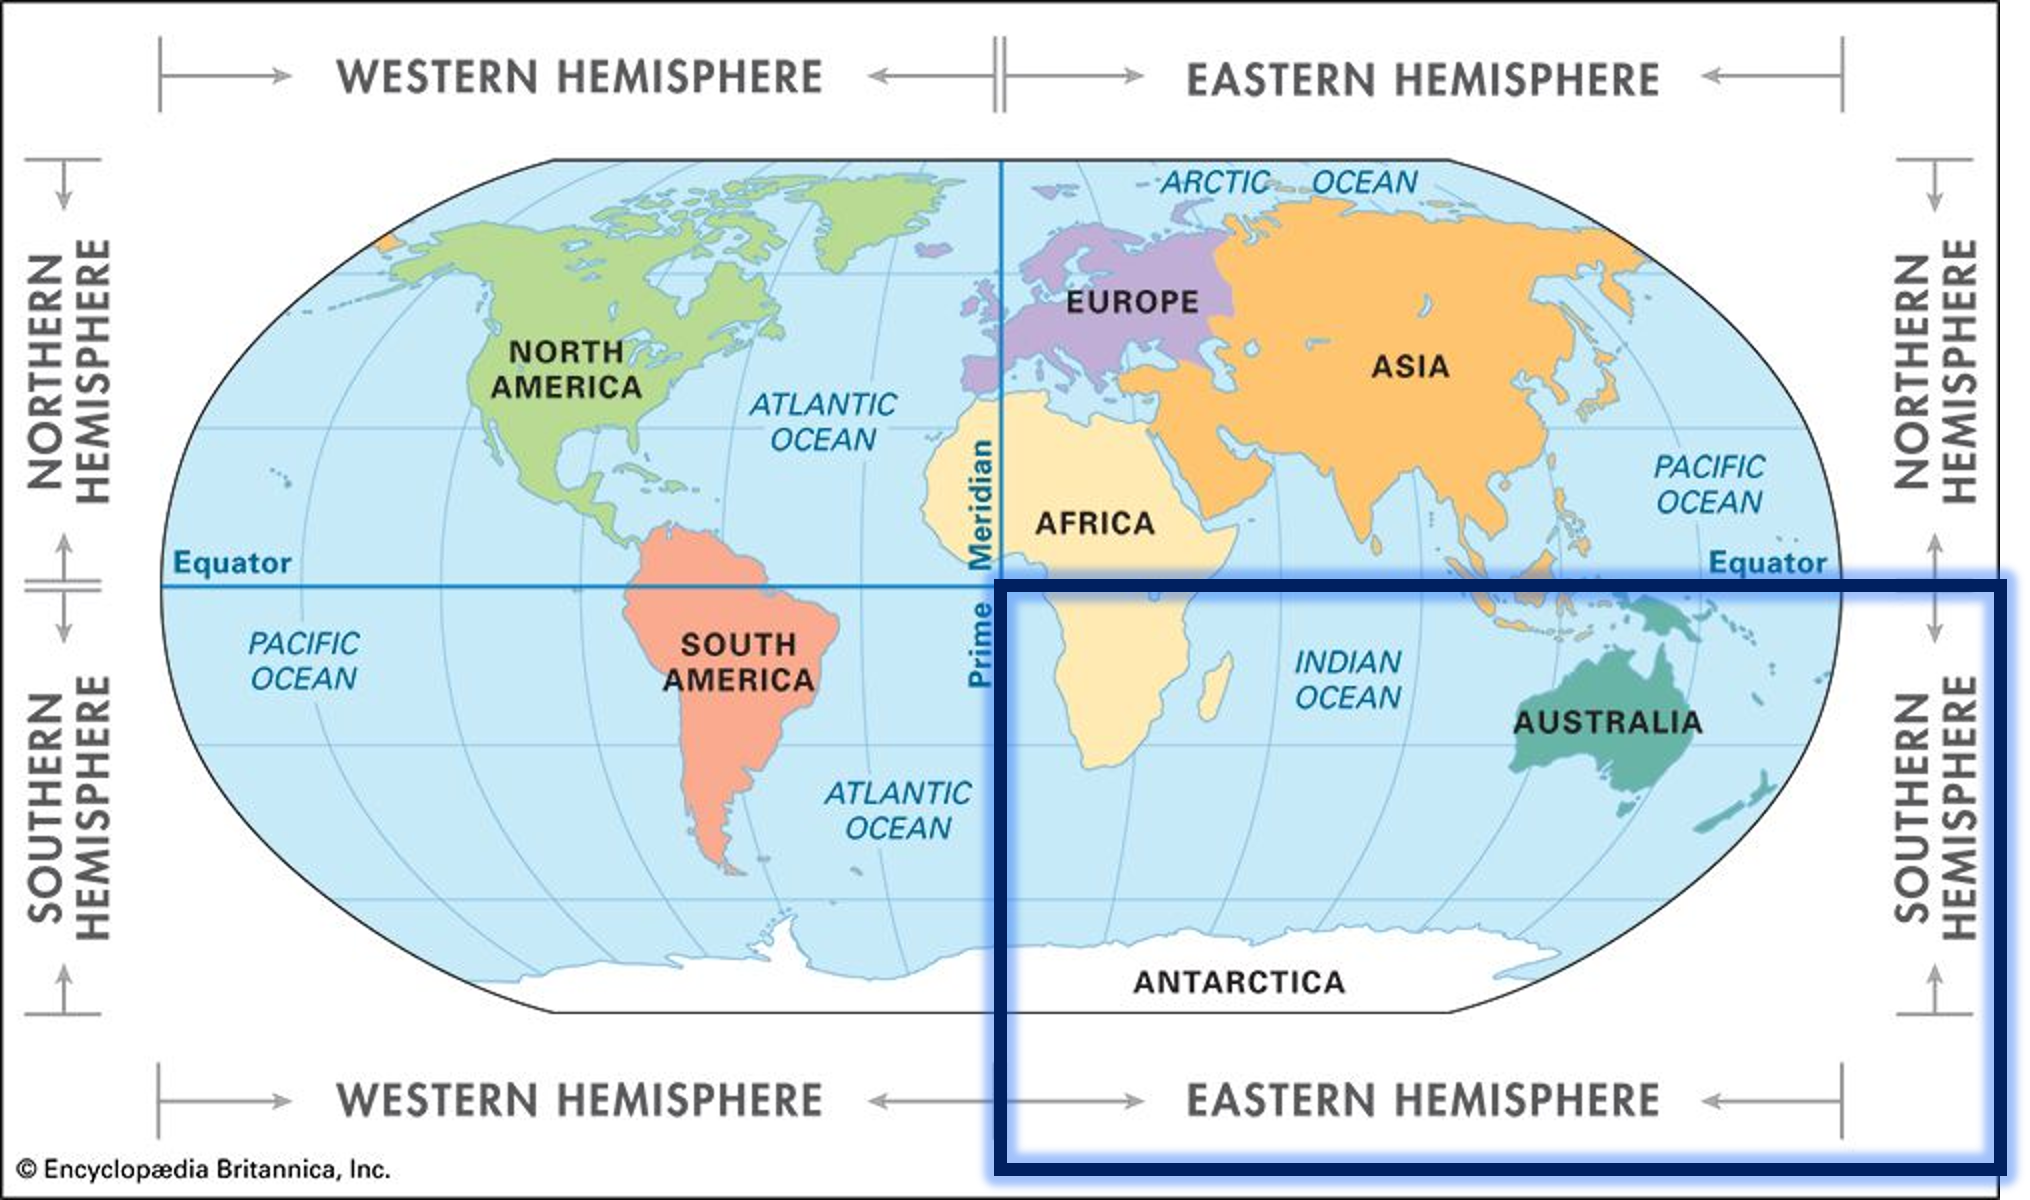 WESTERN HEMISPHERE
EASTERN HEMISPHERE
NORTHERN
HEMISPHERE
ARCTIC OCEAN
NORTHERN
HEMISPHERE
EUROPE
NORTH
AMERICA
ASIA
ATLANTIC
OCEAN
PACIFIC
OCEAN
AFRICA
Prime Meridian
Equator
Equator
SOUTHERN
HEMISPHERE
PACIFIC
OCEAN
SOUTH
AMERICA
INDIAN
OCEAN
AUSTRALIA
SOUTHERN
HEMISPHERE
ATLANTIC
OCEAN
ANTARCTICA
WESTERN HEMISPHERE
EASTERN HEMISPHERE
© Encyclopædia Britannica, Inc.